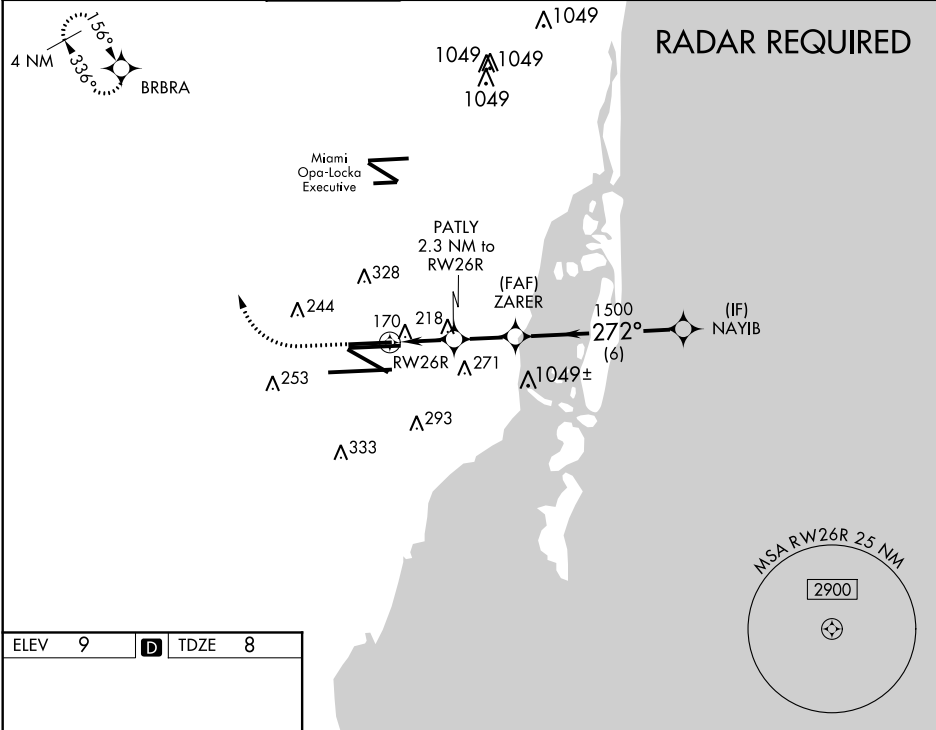 RADAR REQUIRED
1049
1049 1049
1049
156°
336°
4 NM
BRBRA
Miami
Opa-Locka
Executive
PATLY
2.3 NM to
RW26R
(FAF)
ZARER
1500
272°
(6)
(IF)
NAYIB
328
244
170
218
RW26R
271
1049±
253
293
333
MSA RW26R 25 NM
2900
ELEV 9 D TDZE 8